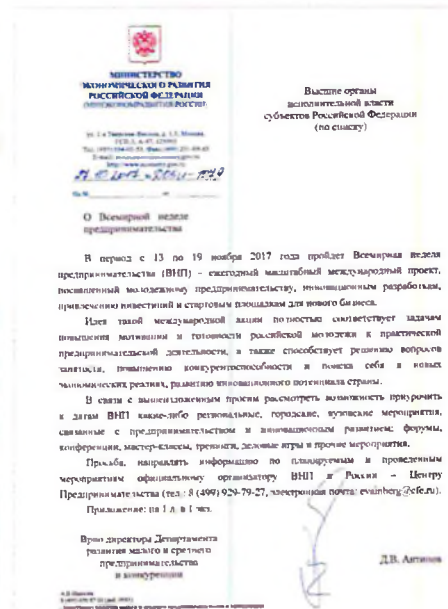 МИНИСТЕРСТВО
ЭКОНОМИЧЕСКОГО РАЗВИТИЯ
РОССИЙСКОЙ ФЕДЕРАЦИИ
(МИНЭКОНОМРАЗВИТИЯ РОССИИ)
Высшие органы
исполнительной власти
субъектов Российской Федерации
(по списку)
О Всемирной неделе
предпринимательства
В период с 13 по 19 ноября 2017 года пройдет Всемирная неделя
предпринимательства (ВНП) – ежегодный масштабный международный проект,
посвященный молодежному предпринимательству, инновационным разработкам,
привлечению инвестиций и стартовым площадкам для нового бизнеса.
Идея такой международной акции полностью соответствует задачам
повышения мотивации и готовности российской молодежи к практической
предпринимательской деятельности, а также способствует решению вопросов
занятости, повышению конкурентоспособности и поиска себя в новых
экономических реалиях, развитию инновационного потенциала страны.
В связи с вышеизложенным просим рассмотреть возможность приурочить
к датам ВНП какие-либо региональные, городские, вузовские мероприятия,
связанные с предпринимательством и инновационным развитием: форумы,
конференции, мастер-классы, тренинги, деловые игры и прочие мероприятия.
Просьба, направлять информацию по планируемым и проведенным
мероприятиям официальному организатору ВНП в России – Центру
Предпринимательства (тел.: 8 (499) 929-79-27, электронная почта: evainberg@cfe.ru).
Приложение: на 1 л. в 1 экз.
Врио директора Департамента
развития малого и среднего
предпринимательства
и конкуренции
Д.В.